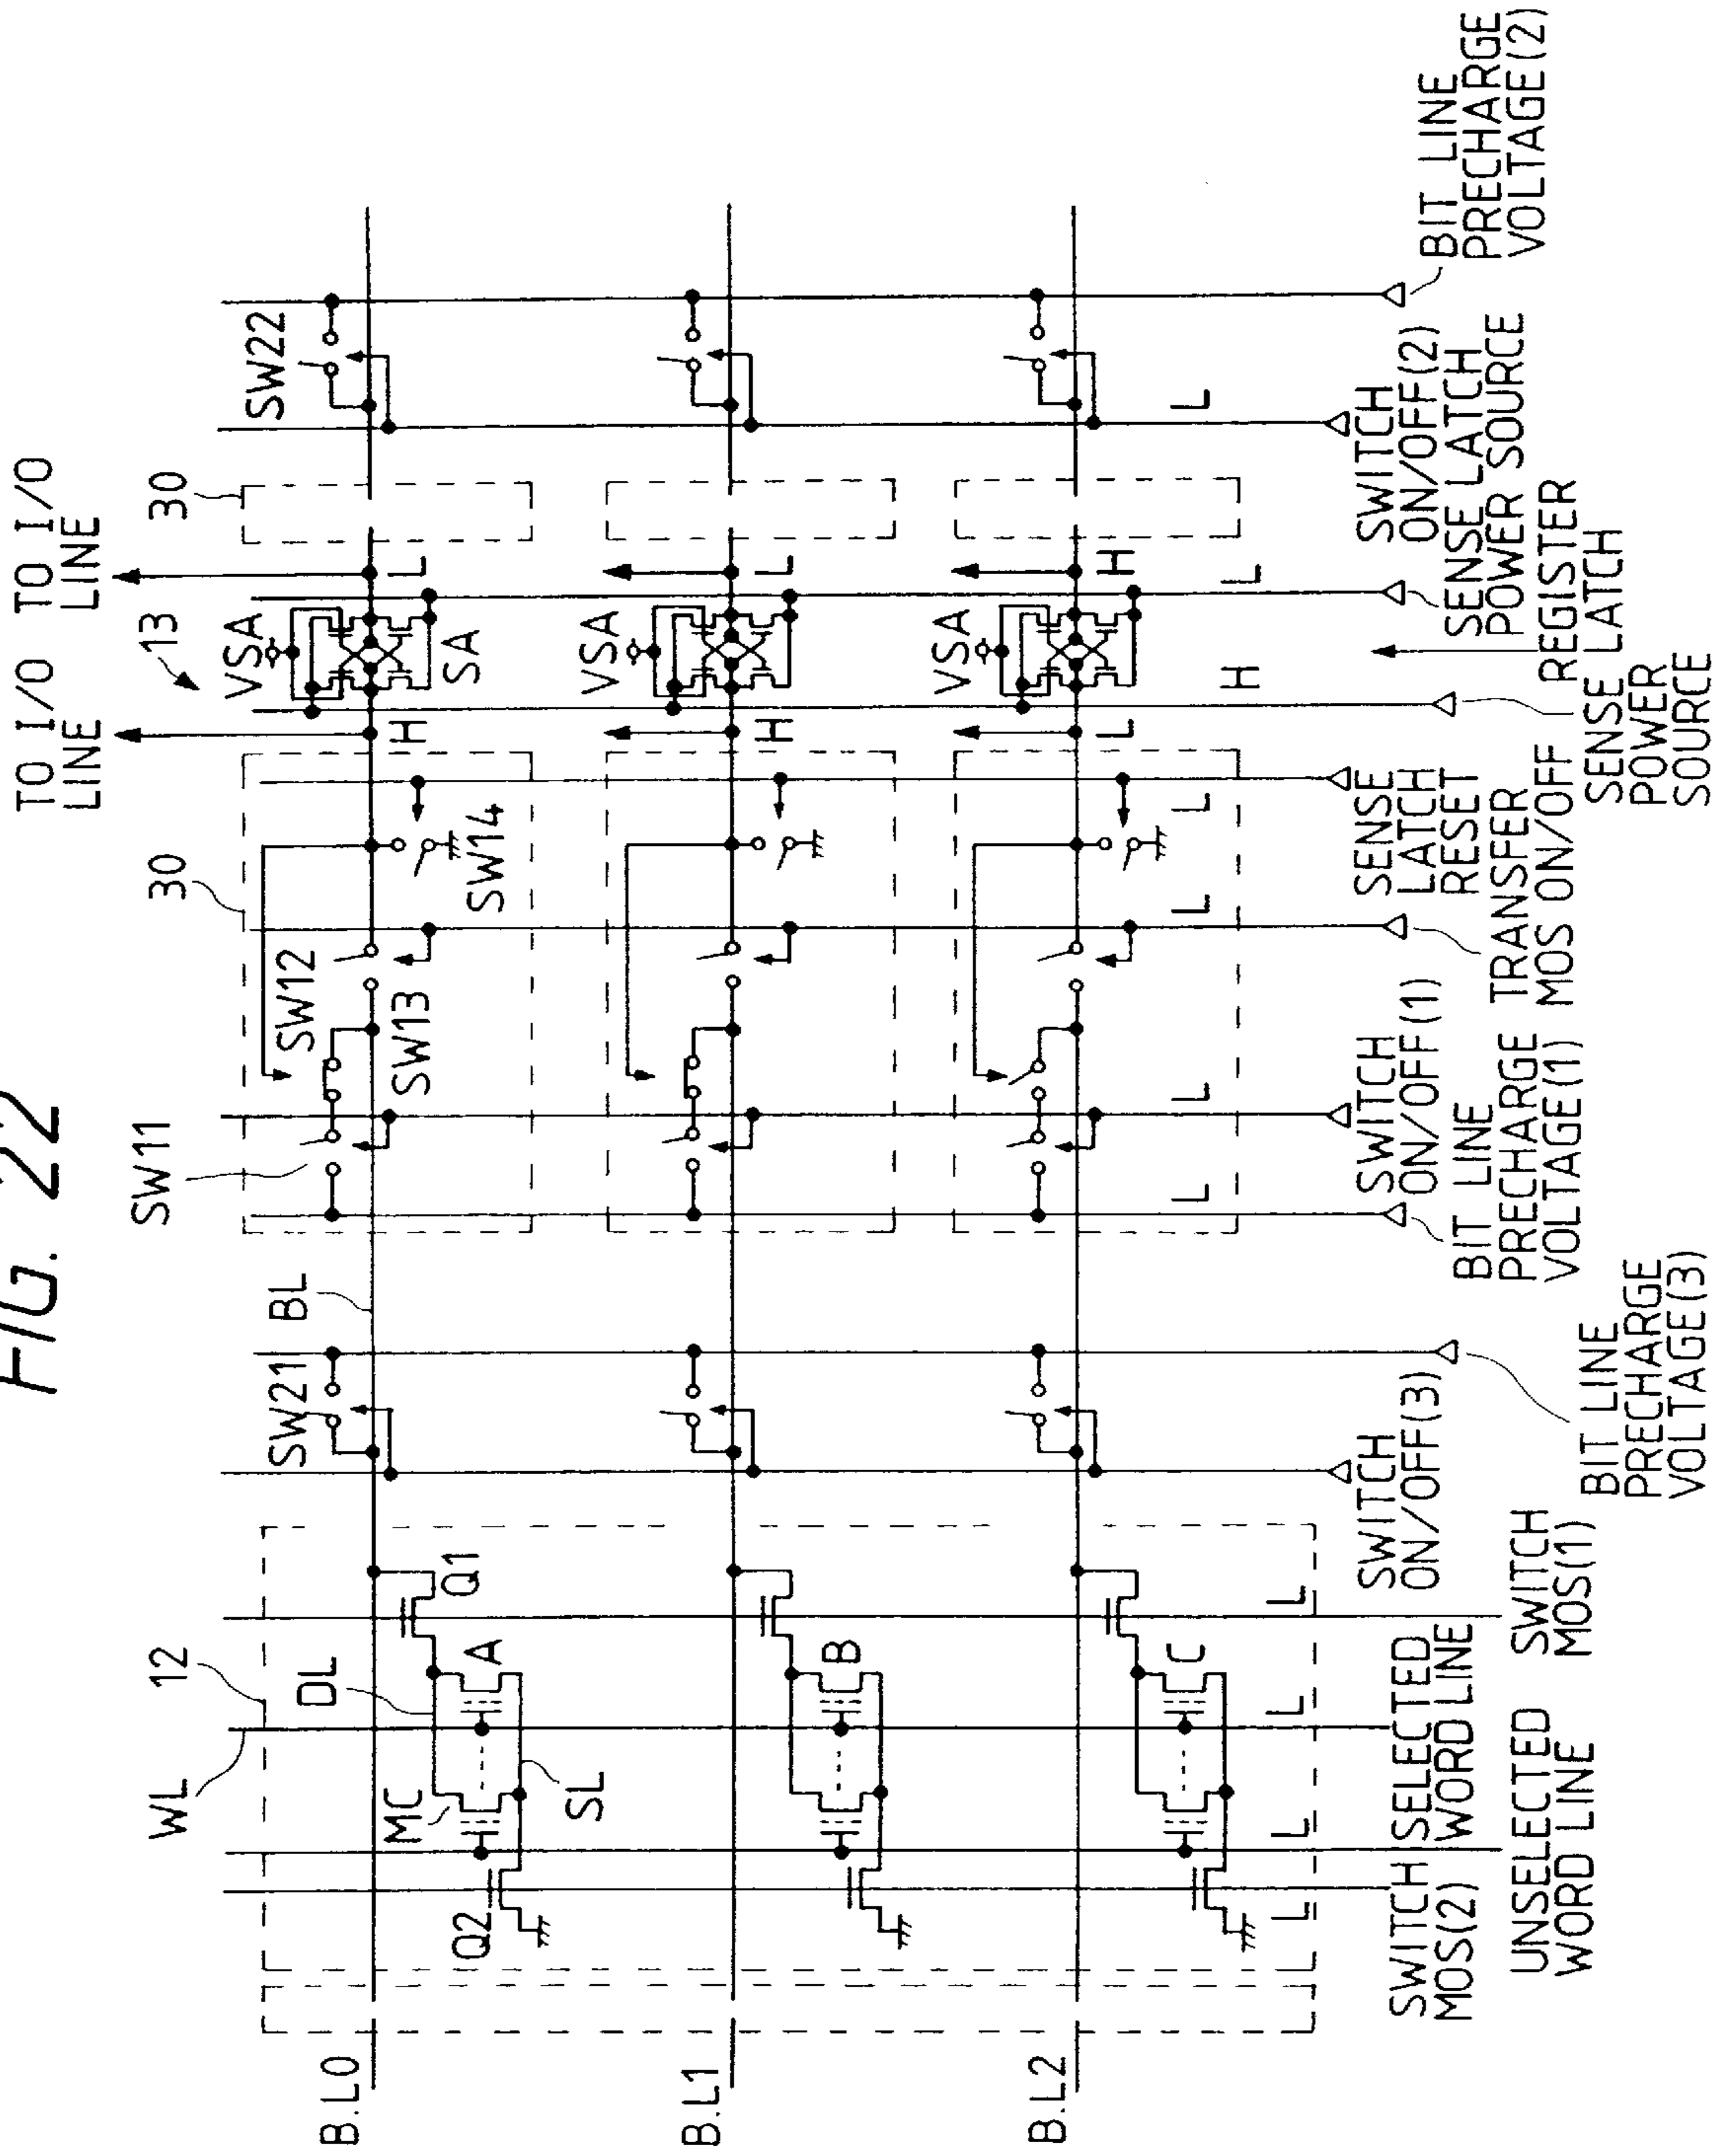 FIG. 22
TO I/O
LINE
TO I/O
LINE
13
30
30
SW11
SW12
SW13
SW14
SW21
SW22
BL
VSA
SA
VSA
VSA
H
L
H
L
L
H
12
WL
DL
MC
SL
A
B
C
Q1
Q2
B.L0
B.L1
B.L2
L
L
L
L
L
L
L
L
H
L
L
SWITCH
MOS(2)
UNSELECTED
WORD LINE
SELECTED
WORD LINE
SWITCH
MOS(1)
SWITCH
ON/OFF(3)
BIT LINE
PRECHARGE
VOLTAGE(3)
BIT LINE
PRECHARGE
VOLTAGE(1)
SWITCH
ON/OFF(1)
TRANSFER
MOS ON/OFF
SENSE
LATCH
RESET
SENSE LATCH
POWER
SOURCE
REGISTER
SENSE LATCH
POWER SOURCE
SWITCH
ON/OFF(2)
BIT LINE
PRECHARGE
VOLTAGE(2)